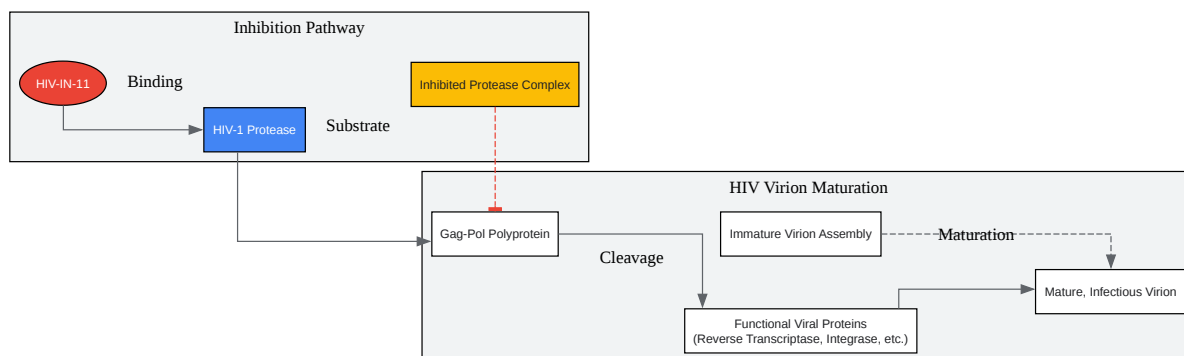 Inhibition Pathway
HIV-IN-11
Binding
Inhibited Protease Complex
HIV-1 Protease
Substrate
HIV Virion Maturation
Gag-Pol Polyprotein
Immature Virion Assembly
Maturation
Cleavage
Mature, Infectious Virion
Functional Viral Proteins
(Reverse Transcriptase, Integrase, etc.)